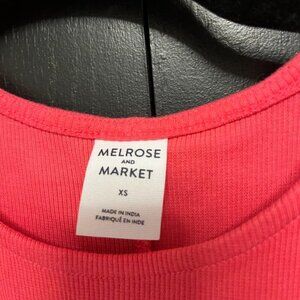 MELROSE
AND
MARKET
XS
MADE IN INDIA
FABRIQUÉ EN INDE